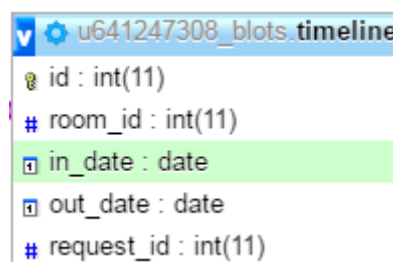 v u641247308_blots.timeline
id : int(11)
# room_id : int(11)
in_date : date
out_date : date
# request_id : int(11)